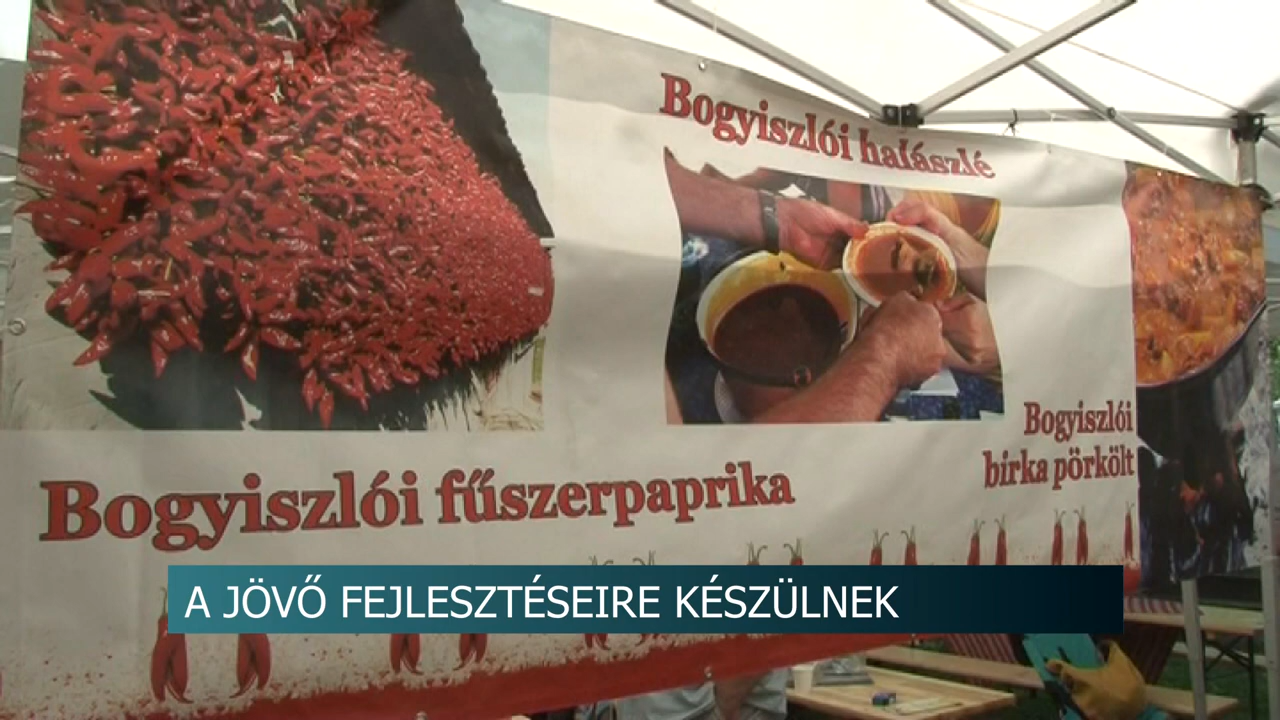 Bogyiszlói halászlé
Bogyiszlói
birka pörkölt
Bogyiszlói fűszerpaprika
A JÖVŐ FEJLESZTÉSEIRE KÉSZÜLNEK